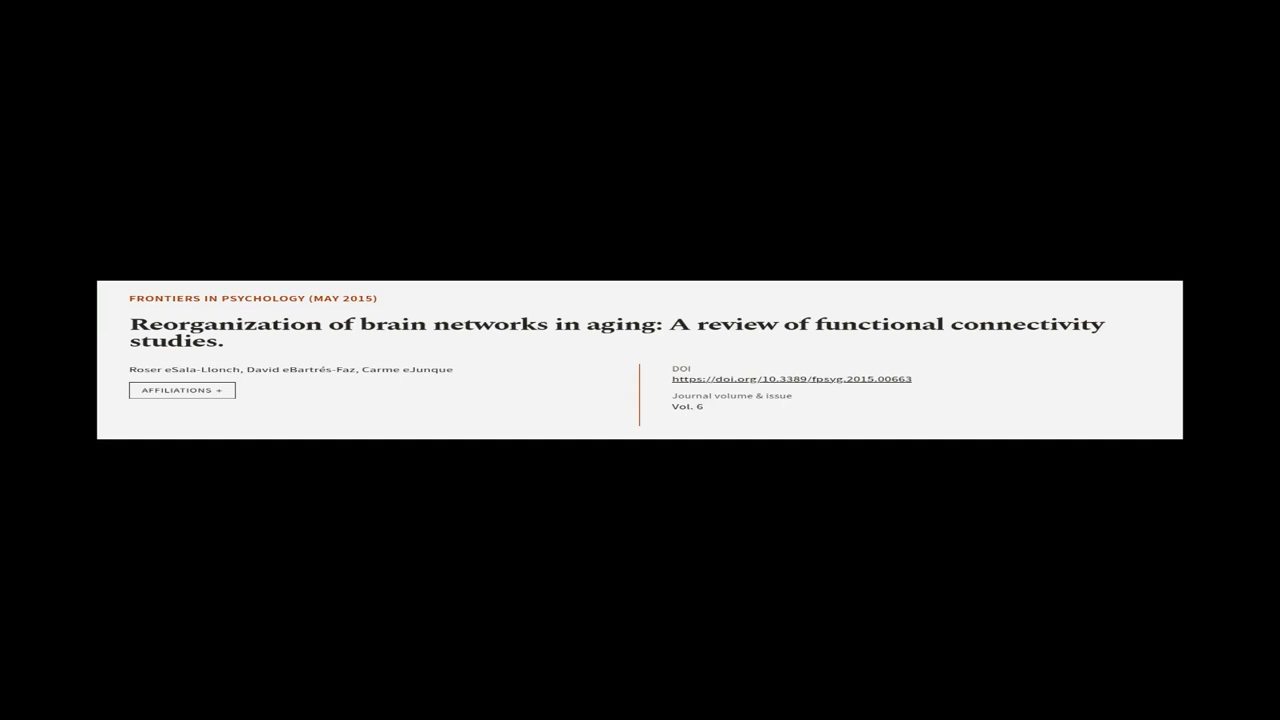 FRONTIERS IN PSYCHOLOGY (MAY 2015)
Reorganization of brain networks in aging: A review of functional connectivity
studies.
Roser eSala-Llonch, David eBartrés-Faz, Carme eJunque
AFFILIATIONS +
DOI
https://doi.org/10.3389/fpsyg.2015.00663
Journal volume & issue
Vol. 6